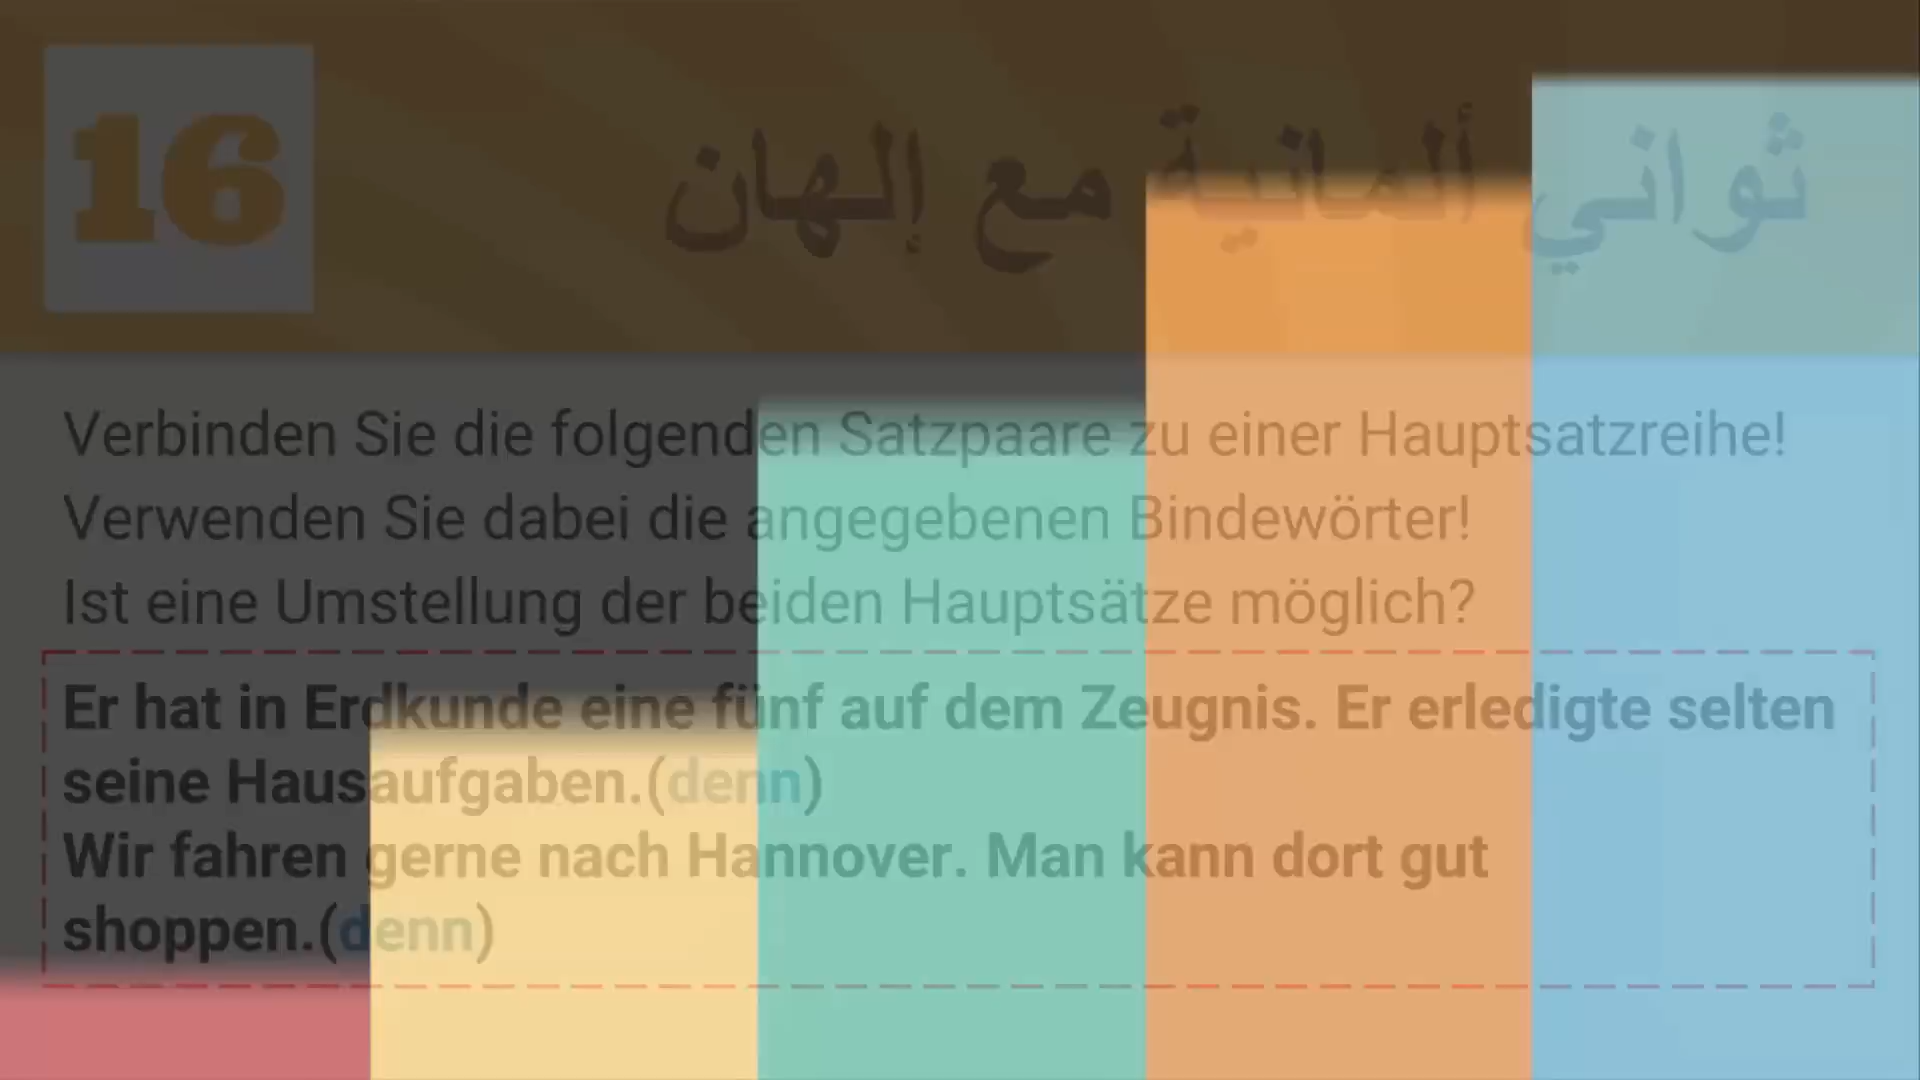 16
ثواني ألمانية مع إلهان
Verbinden Sie die folgenden Satzpaare zu einer Hauptsatzreihe!
Verwenden Sie dabei die angegebenen Bindewörter!
Ist eine Umstellung der beiden Hauptsätze möglich?
Er hat in Erdkunde eine fünf auf dem Zeugnis. Er erledigte selten
seine Hausaufgaben.(denn)
Wir fahren gerne nach Hannover. Man kann dort gut
shoppen.(denn)